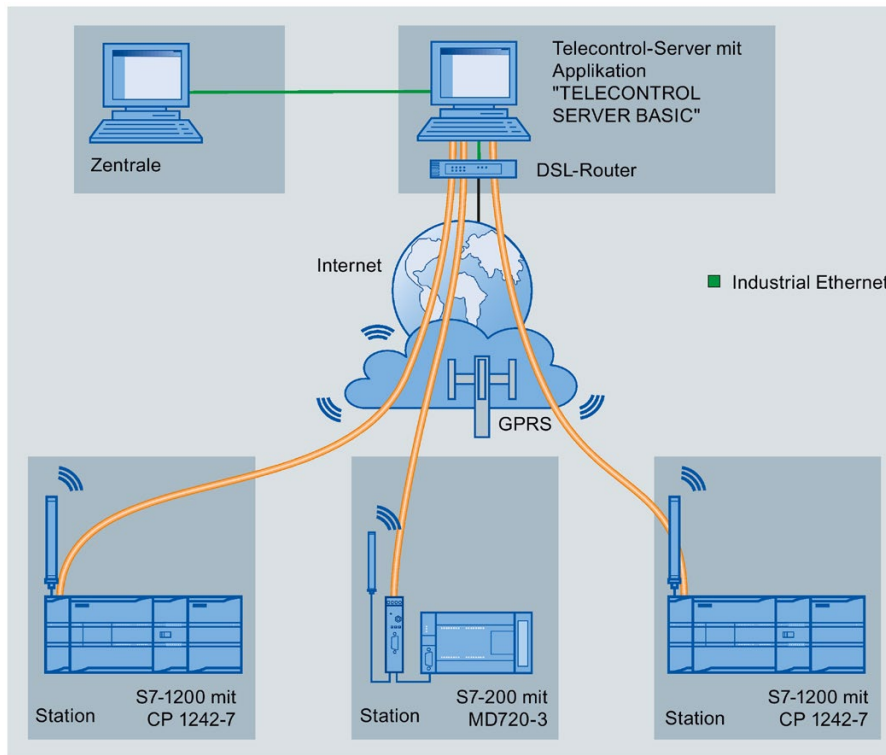 Telecontrol-Server mit
Applikation
"TELECONTROL
SERVER BASIC"
Zentrale
DSL-Router
Internet
Industrial Ethernet
GPRS
Station
S7-1200 mit
CP 1242-7
Station
S7-200 mit
MD720-3
Station
S7-1200 mit
CP 1242-7